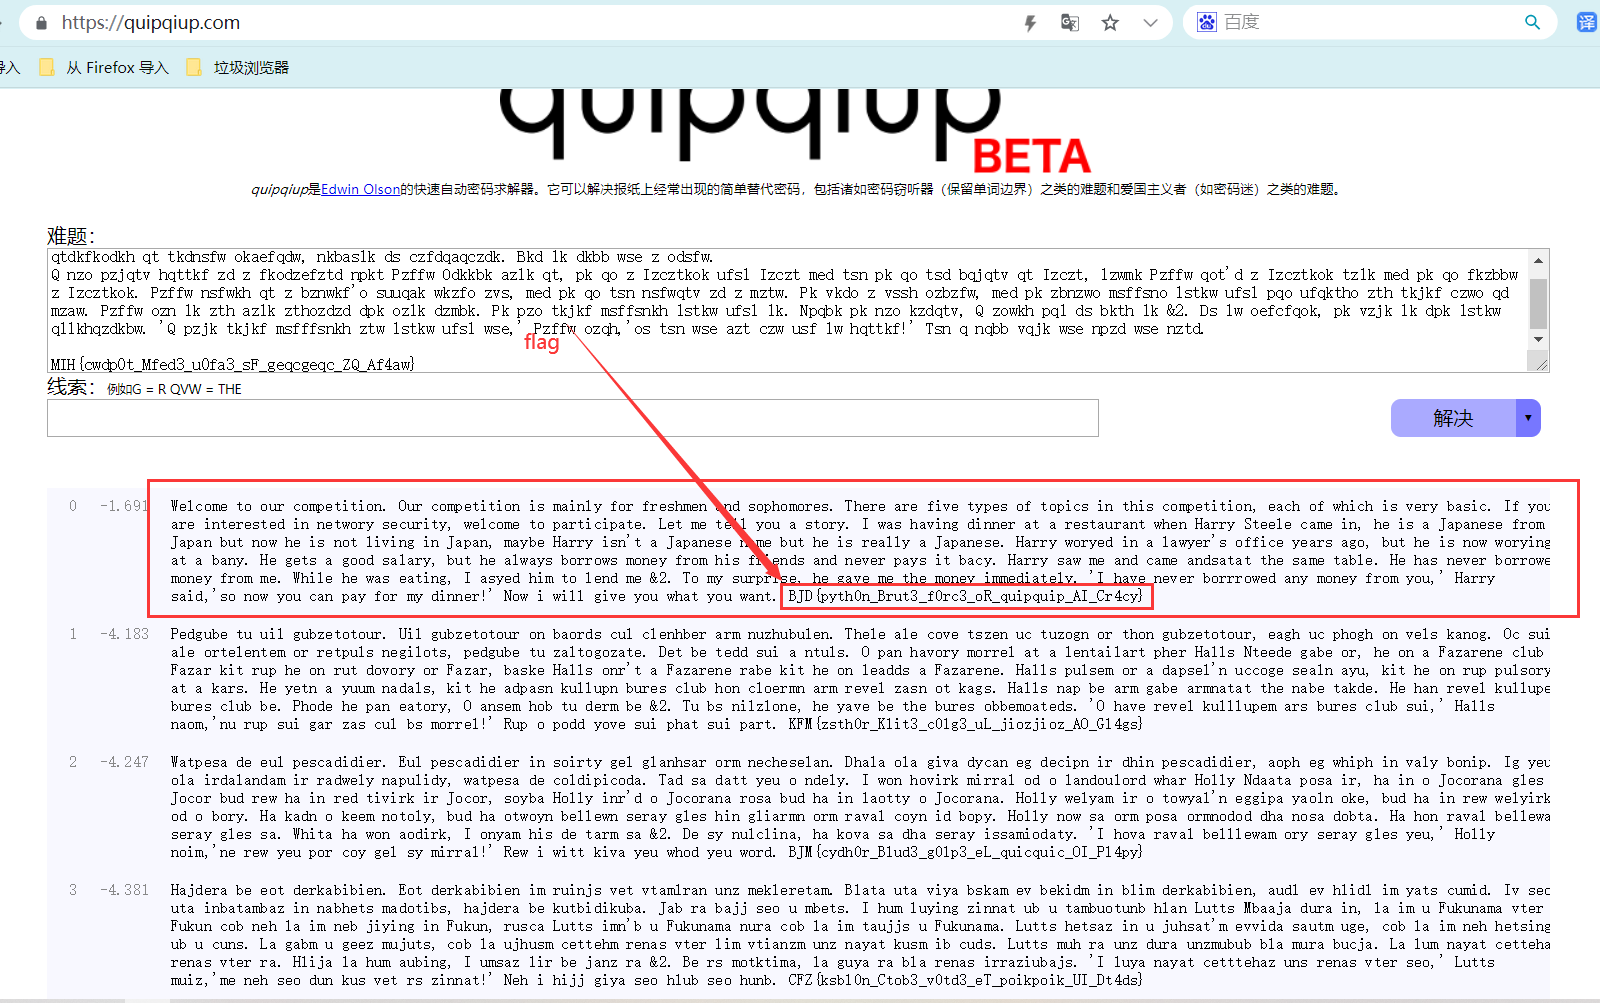 https://quipqiup.com
百度
译
导入
从 Firefox 导入
垃圾浏览器
quipqiup
BETA
quipqiup是Edwin Olson的快速自动密码求解器。它可以解决报纸上经常出现的简单替代密码，包括诸如密码窃听器（保留单词边界）之类的难题和爱国主义者（如密码迷）之类的难题。
难题：
qtdkfkodkh qt tkdnsfw okaefqdw, nkbaslk ds czfdqaqczdk. Bkd lk dkbb wse z odsfw.
Q nzo pzjqtv hqttkf zd z fkodzefztd npkt Pzffw Odkkbk azlk qt, pk qo z Izcztkok ufsl Izczt med tsn pk qo tsd bqjqtv qt Izczt, lzwmk Pzffw qot'd z Izcztkok tzlk med pk qo fkzbbw
z Izcztkok. Pzffw nsfwkh qt z bznwkf'o suuqak wkzfo zvs, med pk qo tsn nsfwqtv zd z mztw. Pk vkdo z vssh ozbzfw, med pk zbnzwo msffsno lstkw ufsl pqo ufqktho zth tkjkf czwo qd
mzaw. Pzffw ozn lk zth azlk zthozdzd dpk ozlk dzmbk. Pk pzo tkjkf msffsnkh lstkw ufsl lk. Npqbk pk nzo kzdqtv, Q zowkh pql ds bkth lk &2. Ds lw oefcfqok, pk vzjk lk dpk lstkw
qllkhqzdkbw. 'Q pzjk tkjkf msfffsnkh ztw lstkw ufsl wse,' Pzffw ozqh,'os tsn wse azt czw usf lw hqttkf!' Tsn q nqbb vqjk wse npzd wse nztd.
flag
MIH{cwdp0t_Mfed3_u0fa3_sF_geqcgeqc_ZQ_Af4aw}
线索： 例如G = R QVW = THE
解决
0 -1.691 Welcome to our competition. Our competition is mainly for freshmen and sophomores. There are five types of topics in this competition, each of which is very basic. If you
are interested in networy security, welcome to participate. Let me tell you a story. I was having dinner at a restaurant when Harry Steele came in, he is a Japanese from
Japan but now he is not living in Japan, maybe Harry isn't a Japanese name but he is really a Japanese. Harry woryed in a lawyer's office years ago, but he is now worying
at a bany. He gets a good salary, but he always borrows money from his friends and never pays it bacy. Harry saw me and came andsatat the same table. He has never borrowe
money from me. While he was eating, I asyed him to lend me &2. To my surprise, he gave me the money immediately. 'I have never borrrowed any money from you,' Harry
said,'so now you can pay for my dinner!' Now i will give you what you want. BJD{pyth0n_Brut3_f0rc3_oR_quipquip_AI_Cr4cy}
1 -4.183 Pedgube tu uil gubzetotour. Uil gubzetotour on baords cul clenhber arm nuzhubulen. Thele ale cove tszen uc tuzogn or thon gubzetotour, eagh uc phogh on vels kanog. Oc sui
ale ortelentem or retpuls negilots, pedgube tu zaltogozate. Det be tedd sui a ntuls. O pan havory morrel at a lentailart pher Halls Nteede gabe or, he on a Fazarene club
Fazar kit rup he on rut dovory or Fazar, baske Halls onr't a Fazarene rabe kit he on leadds a Fazarene. Halls pulsem or a dapsel'n uccoge sealn ayu, kit he on rup pulsory
at a kars. He yetn a yuum nadals, kit he adpasn kullupn bures club hon cloermn arm revel zasn ot kags. Halls nap be arm gabe armnatat the nabe takde. He han revel kullupe
bures club be. Phode he pan eatory, O ansem hob tu derm be &2. Tu bs nilzlone, he yave be the bures obbemoateds. 'O have revel kulllupem ars bures club sui,' Halls
naom,'nu rup sui gar zas cul bs morrel!' Rup o podd yove sui phat sui part. KFM{zsth0r_K1it3_c0lg3_uL_jiozjioz_AO_Gl4gs}
2 -4.247 Watpesa de eul pescadidier. Eul pescadidier in soirty gel glanhsar orm necheselan. Dhala ola giva dycan eg decipn ir dhin pescadidier, aoph eg whiph in valy bonip. Ig yeu
ola irdalandam ir radwely napulidy, watpesa de coldipicoda. Tad sa datt yeu o ndely. I won hovirk mirral od o landoulord whar Holly Ndaata posa ir, ha in o Jocorana gles
Jocor bud rew ha in red tivirk ir Jocor, soyba Holly inr'd o Jocorana rosa bud ha in laotty o Jocorana. Holly welyam ir o towyal'n eggipa yaoln oke, bud ha in rew welyirk
od o bory. Ha kadn o keem notoly, bud ha otwoyn bellewn seray gles hin gliarmn orm raval coyn id bopy. Holly now sa orm posa ormnodod dha nosa dobta. Ha hon raval bellewa
seray gles sa. Whita ha won aodirk, I onyam his de tarm sa &2. De sy nulclina, ha kova sa dha seray issamiodaty. 'I hova raval belllewam ory seray gles yeu,' Holly
noim,'ne rew yeu por coy gel sy mirral!' Rew i witt kiva yeu whod yeu word. BJM{cydh0r_Blud3_g0lp3_eL_quicquic_OI_Pl4py}
3 -4.381 Hajdera be eot derkabibien. Eot derkabibien im ruinjs vet vtamlran unz mekleretam. Blata uta viya bskam ev bekidm in blim derkabibien, audl ev hlidl im yats cumid. Iv seo
uta inbatambaz in nabhets madotibs, hajdera be kutbidikuba. Jab ra bajj seo u mbets. I hum luying zinnat ub u tambuotunb hlan Lutts Mbaaja dura in, la im u Fukunama vter
Fukun cob neh la im neb jiying in Fukun, rusca Lutts imm'b u Fukunama nura cob la im taujjs u Fukunama. Lutts hetsaz in u juhsat'm evvida sautm uge, cob la im neh hetsing
ub u cuns. La gabm u geez mujuts, cob la ujhusm cettehm renas vter lim vtianzm unz nayat kusm ib cuds. Lutts muh ra unz dura unzmubub bla mura bucja. La lum nayat cetteha
renas vter ra. Hlija la hum aubing, I umsaz lir be janz ra &2. Be rs motktima, la guya ra bla renas irraziubajs. 'I luya nayat cetttehaz uns renas vter seo,' Lutts
muiz,'me neh seo dun kus vet rs zinnat!' Neh i hijj giya seo hlub seo hunb. CFZ{ksbl0n_Ctob3_v0td3_eT_poikpoik_UI_Dt4ds}